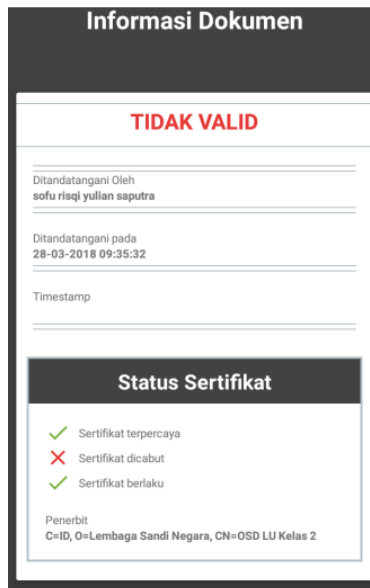 Informasi Dokumen
TIDAK VALID
Ditandatangani Oleh
sofu risqi yulian saputra
Ditandatangani pada
28-03-2018 09:35:32
Timestamp
Status Sertifikat
Sertifikat terpercaya
Sertifikat dicabut
Sertifikat berlaku
Penerbit
C=ID, O=Lembaga Sandi Negara, CN=OSD LU Kelas 2